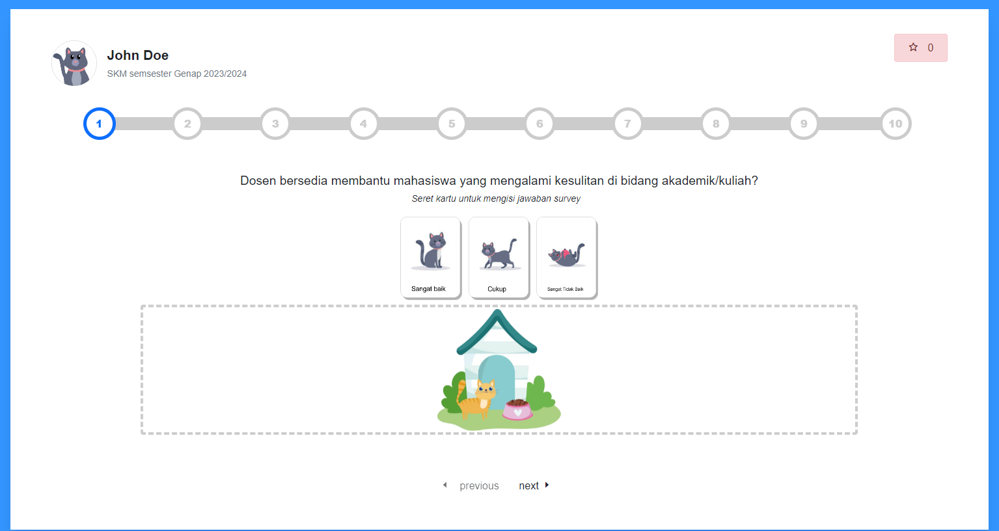 John Doe
SKM semsester Genap 2023/2024
0
1 2 3 4 5 6 7 8 9 10
Dosen bersedia membantu mahasiswa yang mengalami kesulitan di bidang akademik/kuliah?
Seret kartu untuk mengisi jawaban survey
Sangat baik
Cukup
Sangat Tidak Baik
previous next